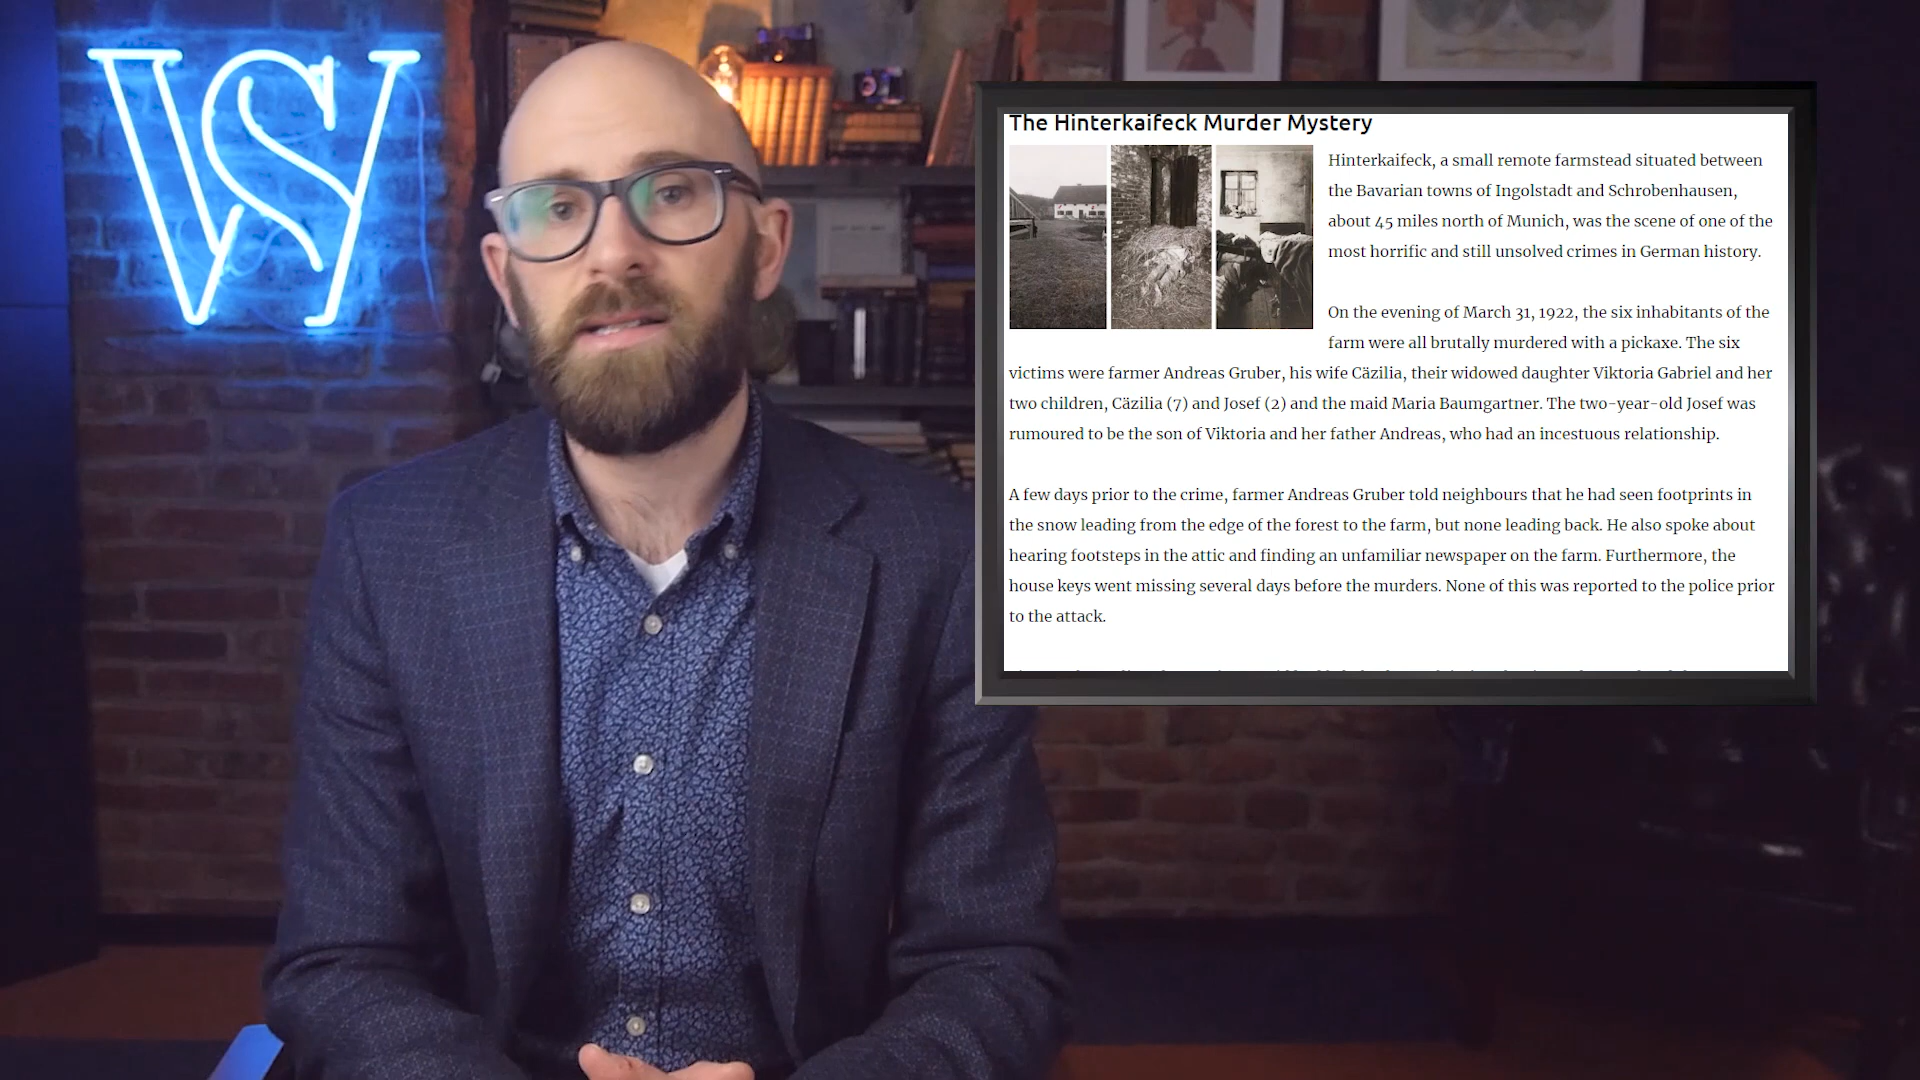 VS
The Hinterkaifeck Murder Mystery
Hinterkaifeck, a small remote farmstead situated between
the Bavarian towns of Ingolstadt and Schrobenhausen,
about 45 miles north of Munich, was the scene of one of the
most horrific and still unsolved crimes in German history.
On the evening of March 31, 1922, the six inhabitants of the
farm were all brutally murdered with a pickaxe. The six
victims were farmer Andreas Gruber, his wife Cäzilia, their widowed daughter Viktoria Gabriel and her
two children, Cäzilia (7) and Josef (2) and the maid Maria Baumgartner. The two-year-old Josef was
rumoured to be the son of Viktoria and her father Andreas, who had an incestuous relationship.
A few days prior to the crime, farmer Andreas Gruber told neighbours that he had seen footprints in
the snow leading from the edge of the forest to the farm, but none leading back. He also spoke about
hearing footsteps in the attic and finding an unfamiliar newspaper on the farm. Furthermore, the
house keys went missing several days before the murders. None of this was reported to the police prior
to the attack.